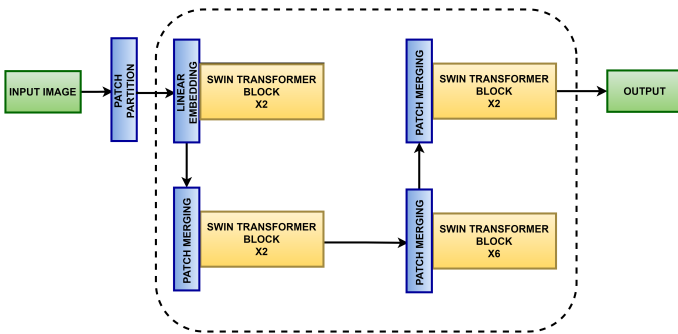 INPUT IMAGE
PATCH
PARTITION
LINEAR
EMBEDDING
SWIN TRANSFORMER
BLOCK
X2
PATCH MERGING
SWIN TRANSFORMER
BLOCK
X2
PATCH MERGING
SWIN TRANSFORMER
BLOCK
X6
PATCH MERGING
SWIN TRANSFORMER
BLOCK
X2
OUTPUT